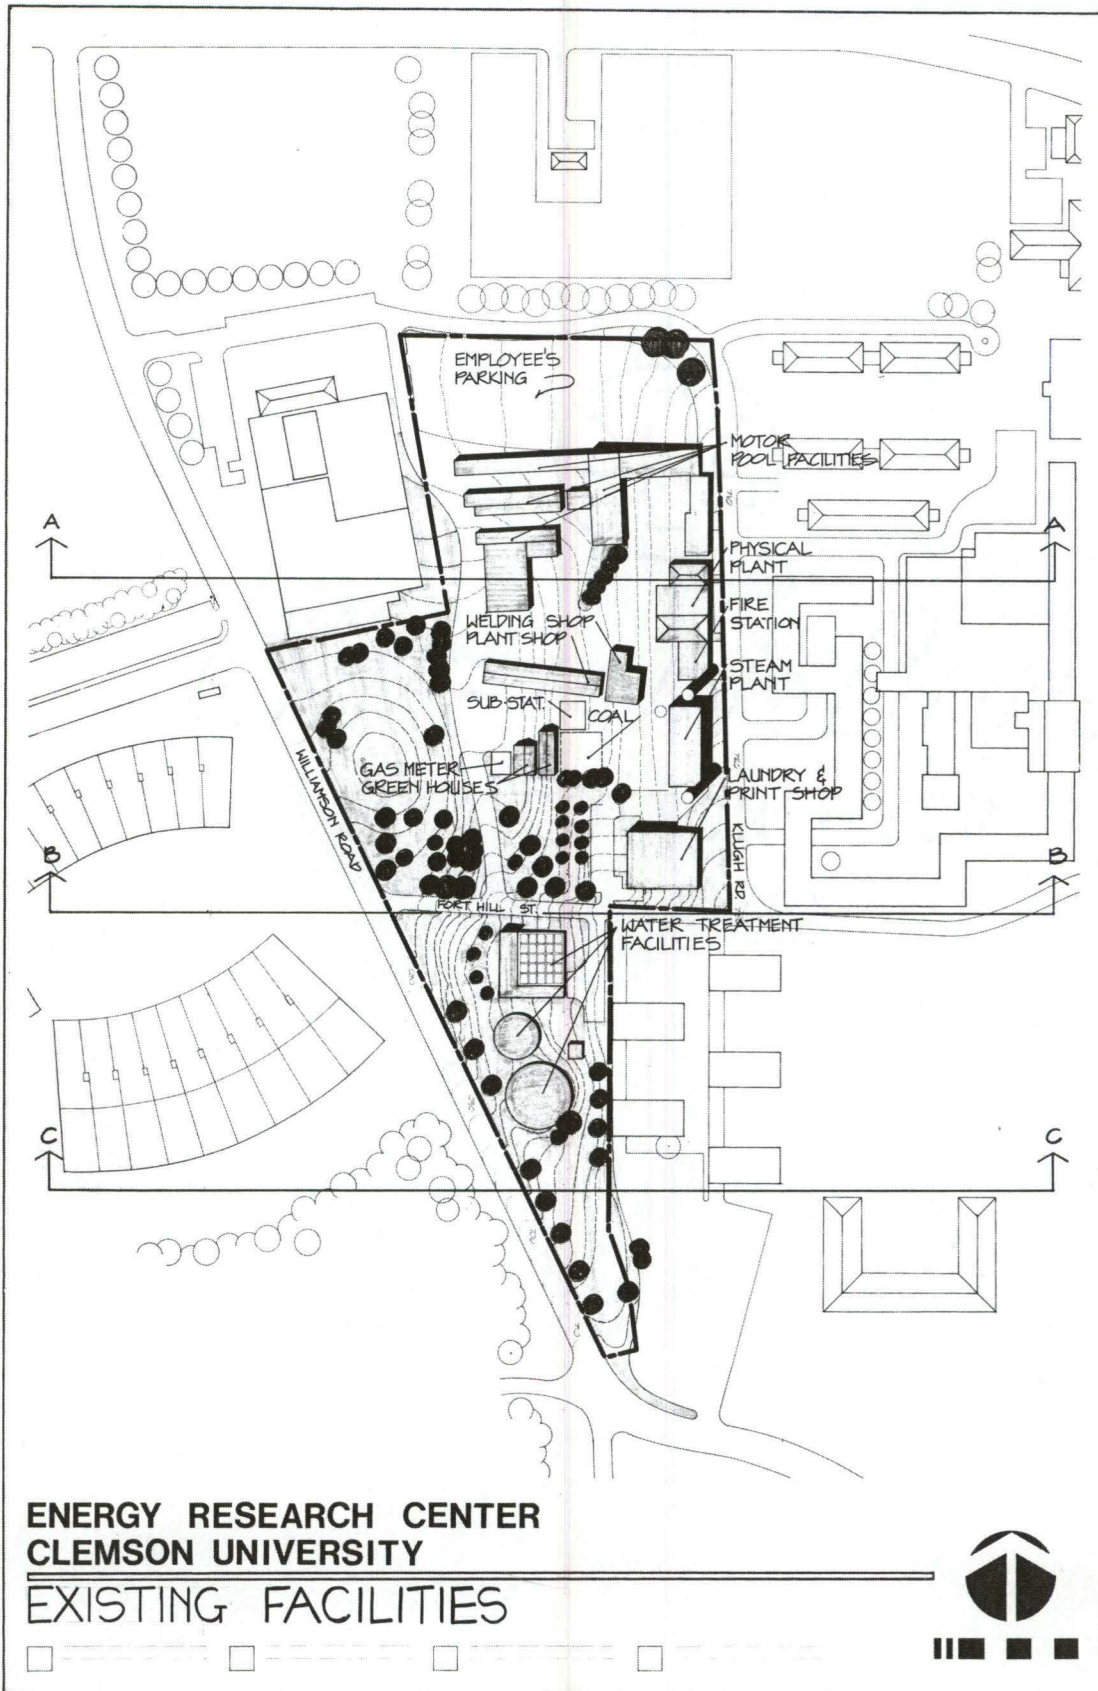 EMPLOYEE'S
PARKING
MOTOR
POOL FACILITIES
A
A
PHYSICAL
PLANT
FIRE
STATION
WELDING SHOP
PLANT SHOP
STEAM
PLANT
SUB-STAT.
COAL
GAS METER
GREEN HOUSES
LAUNDRY &
PRINT SHOP
WILLIAMSON ROAD
KLUGH RD
B
B
FORT HILL ST.
WATER TREATMENT
FACILITIES
C
C
ENERGY RESEARCH CENTER
CLEMSON UNIVERSITY
EXISTING FACILITIES